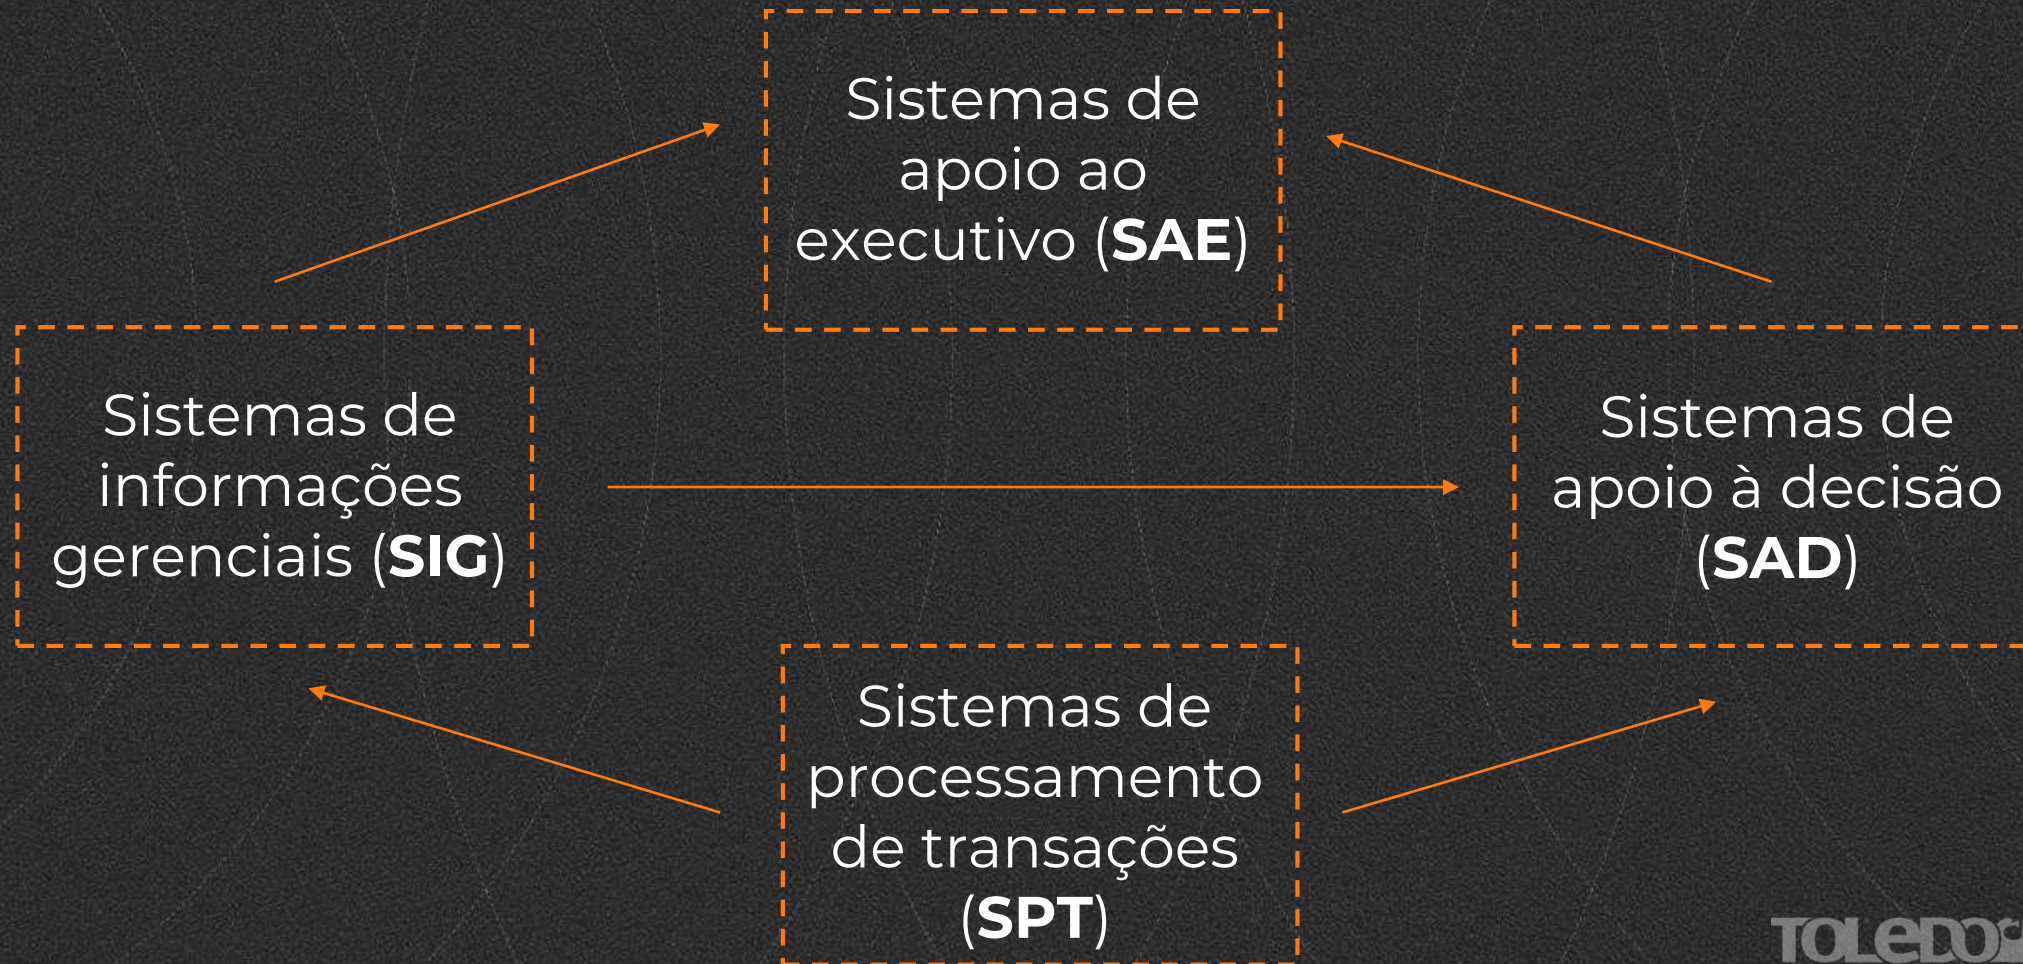 Sistemas de
apoio ao
executivo (SAE)
Sistemas de
informações
gerenciais (SIG)
Sistemas de
apoio à decisão
(SAD)
Sistemas de
processamento
de transações
(SPT)
TOLEDO